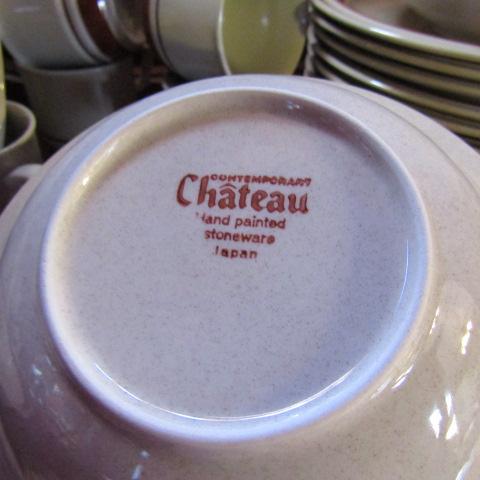 CONTEMPORARY
Château
Hand painted
stoneware
Japan